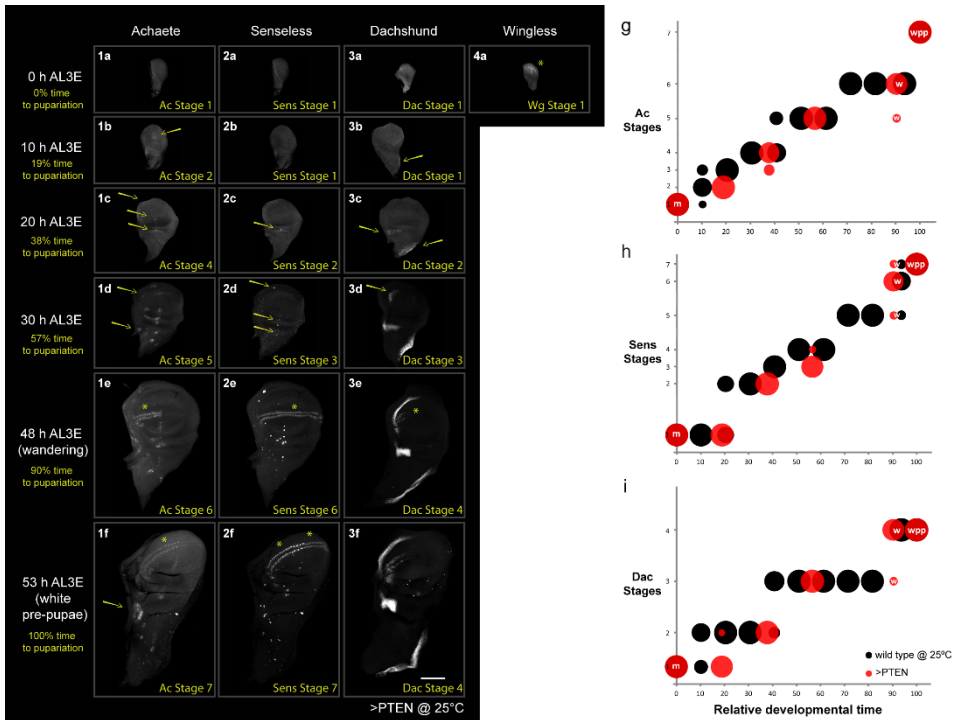 Achaete Senseless Dachshund Wingless
0 h AL3E
0% time
to pupariation
1a
Ac Stage 1
2a
Sens Stage 1
3a
Dac Stage 1
4a
*
Wg Stage 1
10 h AL3E
19% time
to pupariation
1b
Ac Stage 2
2b
Sens Stage 1
3b
Dac Stage 1
20 h AL3E
38% time
to pupariation
1c
Ac Stage 4
2c
Sens Stage 2
3c
Dac Stage 2
30 h AL3E
57% time
to pupariation
1d
Ac Stage 5
2d
Sens Stage 3
3d
Dac Stage 3
48 h AL3E
(wandering)
90% time
to pupariation
1e
*
Ac Stage 6
2e
*
Sens Stage 6
3e
*
Dac Stage 4
53 h AL3E
(white
pre-pupae)
100% time
to pupariation
1f
*
Ac Stage 7
2f
* *
Sens Stage 7
3f
Dac Stage 4
>PTEN @ 25°C
g
Ac
Stages
7
6
5
4
3
2
m
w
w
wpp
0 10 20 30 40 50 60 70 80 90 100
h
Sens
Stages
7
6
5
4
3
2
m
w
w
w
wpp
0 10 20 30 40 50 60 70 80 90 100
i
Dac
Stages
4
3
2
m
w
w
wpp
wild type @ 25ºC
>PTEN
0 10 20 30 40 50 60 70 80 90 100
Relative developmental time